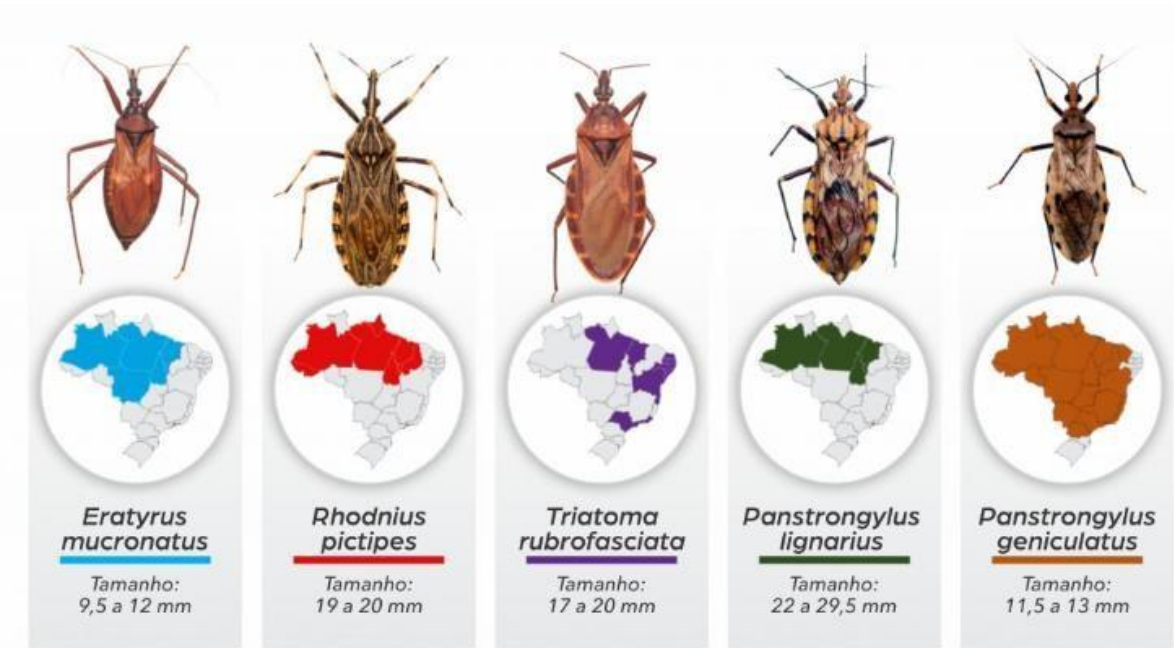 Eratyrus
mucronatus
Tamanho:
9,5 a 12 mm
Rhodnius
pictipes
Tamanho:
19 a 20 mm
Triatoma
rubrofasciata
Tamanho:
17 a 20 mm
Panstrongylus
lignarius
Tamanho:
22 a 29,5 mm
Panstrongylus
geniculatus
Tamanho:
11,5 a 13 mm